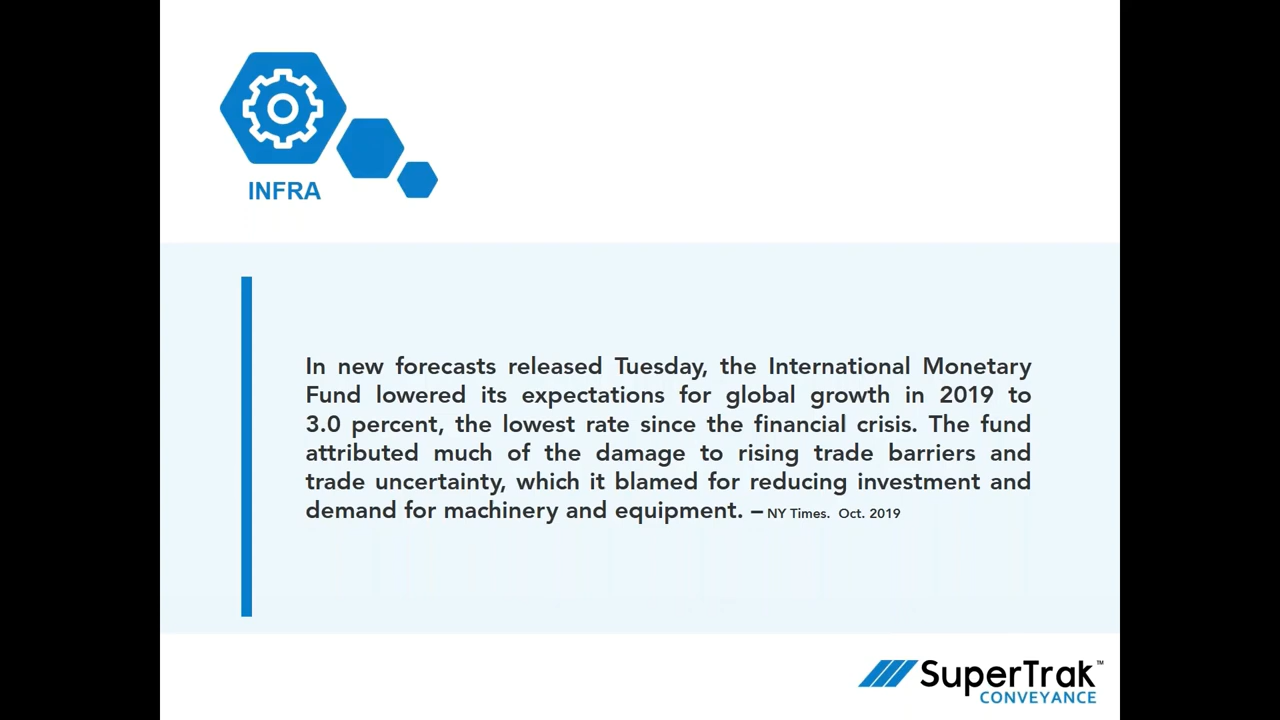 INFRA
In new forecasts released Tuesday, the International Monetary
Fund lowered its expectations for global growth in 2019 to
3.0 percent, the lowest rate since the financial crisis. The fund
attributed much of the damage to rising trade barriers and
trade uncertainty, which it blamed for reducing investment and
demand for machinery and equipment. – NY Times. Oct. 2019
SuperTrak™
CONVEYANCE